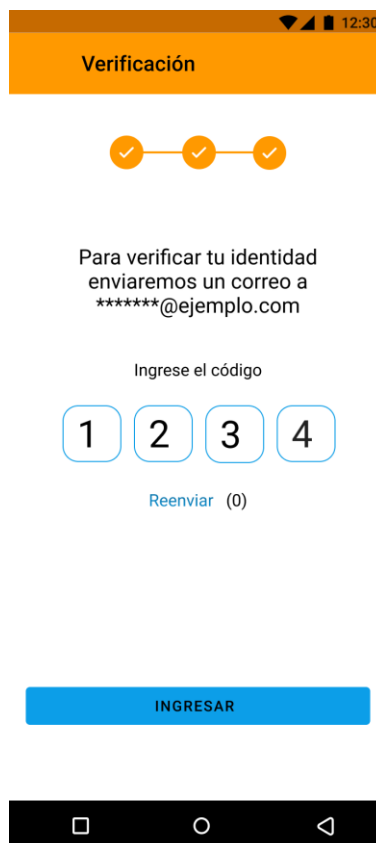 12:30
Verificación
Para verificar tu identidad
enviaremos un correo a
*******@ejemplo.com
Ingrese el código
1 2 3 4
Reenviar (0)
INGRESAR